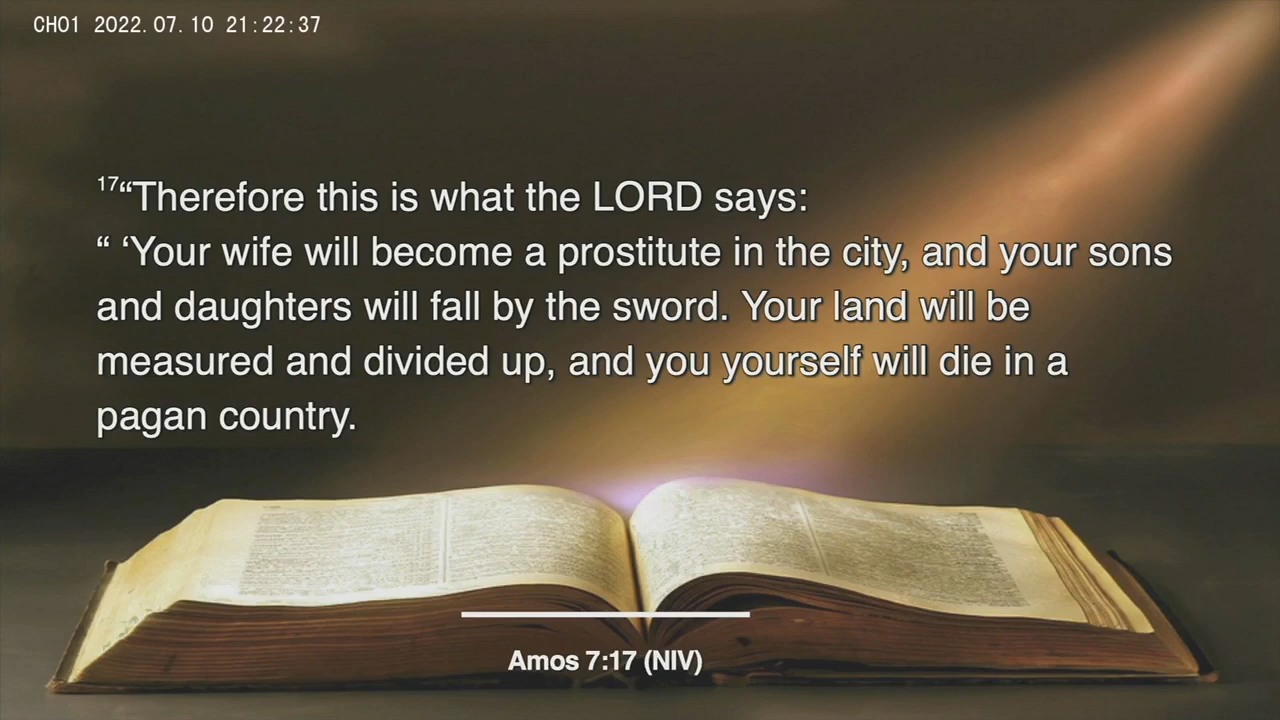 CH01 2022.07.10 21:22:37
17“Therefore this is what the LORD says:
“ ‘Your wife will become a prostitute in the city, and your sons
and daughters will fall by the sword. Your land will be
measured and divided up, and you yourself will die in a
pagan country.
Amos 7:17 (NIV)